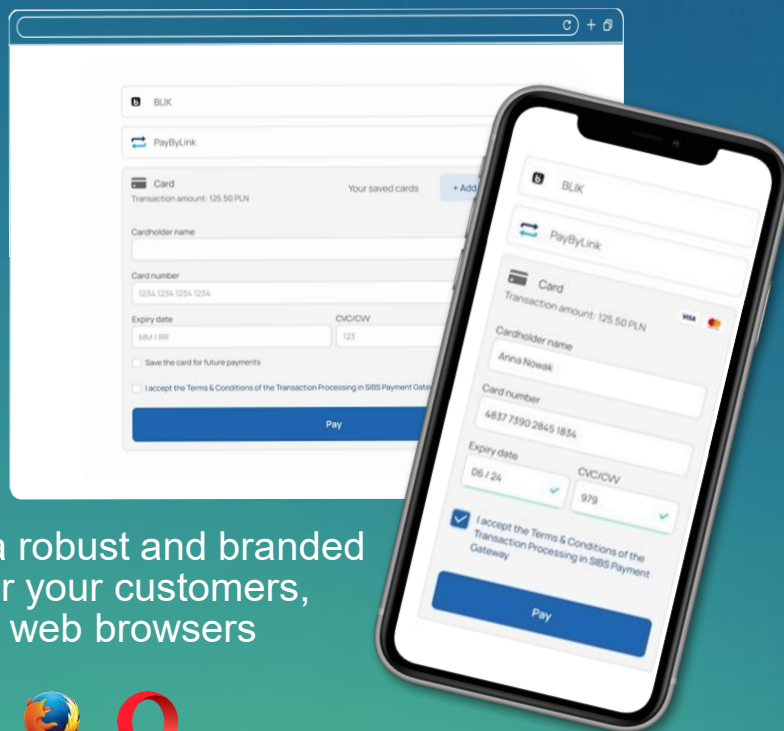 BLIK
PayByLink
Card
Transaction amount: 125.50 PLN
Your saved cards
+ Add
Cardholder name
Card number
1234 1234 1234 1234
Expiry date
CVC/CVV
MM / RR
123
Save the card for future payments
I accept the Terms & Conditions of the Transaction Processing in SIBS Payment Gate
Pay
BLIK
PayByLink
Card
Transaction amount: 125.50 PLN
VISA
Cardholder name
Anna Nowak
Card number
4837 7390 2845 1834
Expiry date
CVC/CVV
06 / 24
979
I accept the Terms & Conditions of the
Transaction Processing in SIBS Payment
Gateway
Pay
a robust and branded
r your customers,
web browsers